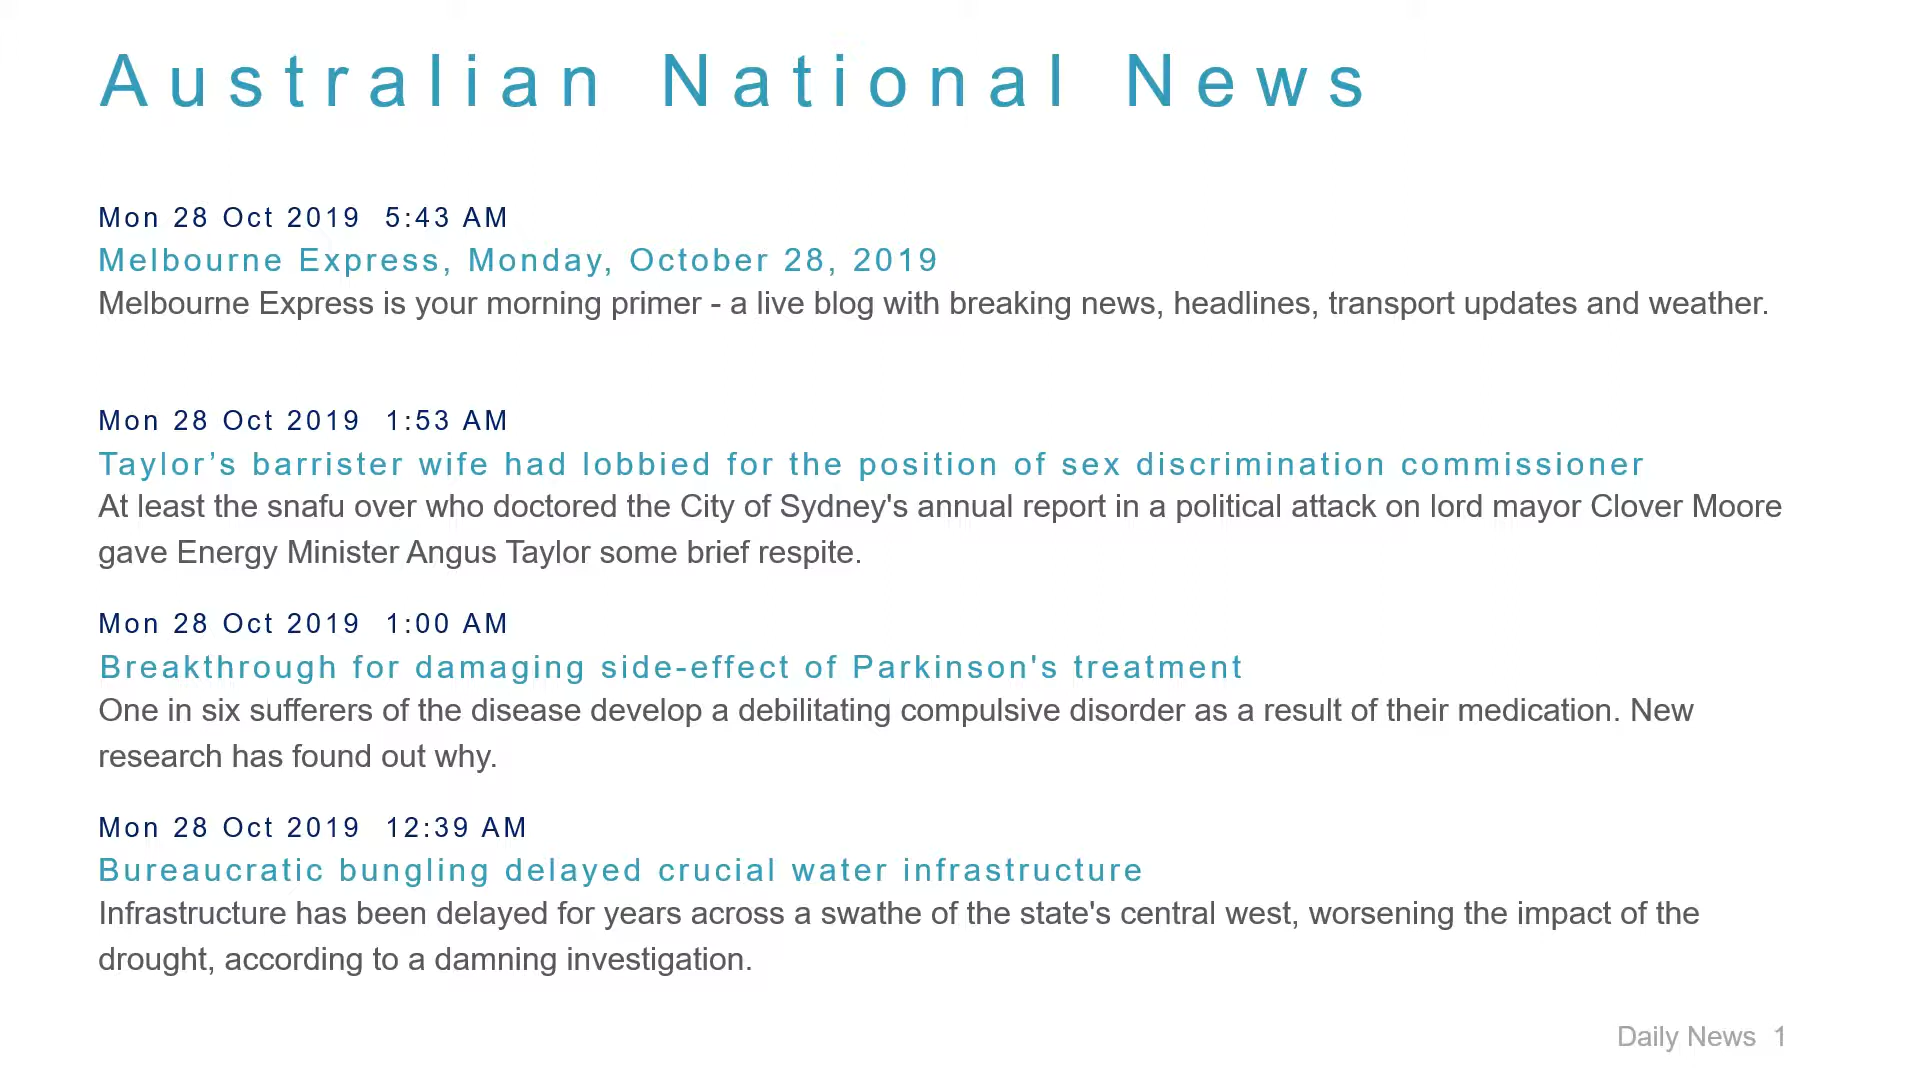 Australian National News
Mon 28 Oct 2019  5:43 AM
Melbourne Express, Monday, October 28, 2019
Melbourne Express is your morning primer - a live blog with breaking news, headlines, transport updates and weather.
Mon 28 Oct 2019  1:53 AM
Taylor’s barrister wife had lobbied for the position of sex discrimination commissioner
At least the snafu over who doctored the City of Sydney's annual report in a political attack on lord mayor Clover Moore
gave Energy Minister Angus Taylor some brief respite.
Mon 28 Oct 2019  1:00 AM
Breakthrough for damaging side-effect of Parkinson's treatment
One in six sufferers of the disease develop a debilitating compulsive disorder as a result of their medication. New
research has found out why.
Mon 28 Oct 2019  12:39 AM
Bureaucratic bungling delayed crucial water infrastructure
Infrastructure has been delayed for years across a swathe of the state's central west, worsening the impact of the
drought, according to a damning investigation.
Daily News  1